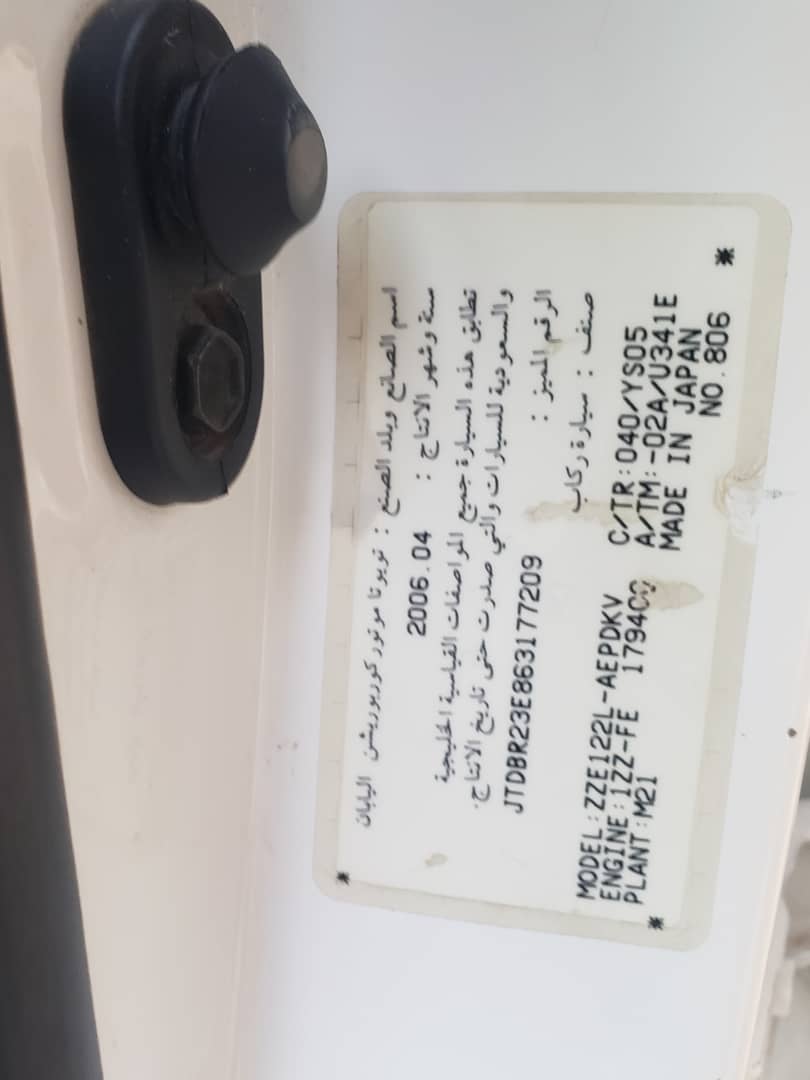 *
اسم الصانع وبلد الصنع : تويوتا موتور كوربوريشن اليابان
سنة وشهر الانتاج : 2006.04
تطابق هذه السيارة جميع المواصفات القياسية الخليجية
والسعودية للسيارات والتي صدرت حتى تاريخ الانتاج.
الرقم المميز : JTDBR23E863177209
صنف : سيارة ركاب
MODEL:ZZE122L-AEPDKV C/TR:040/YS05
ENGINE:1ZZ-FE A/TM:-02A/U341E
PLANT:M21 MADE IN JAPAN
* NO.806 *